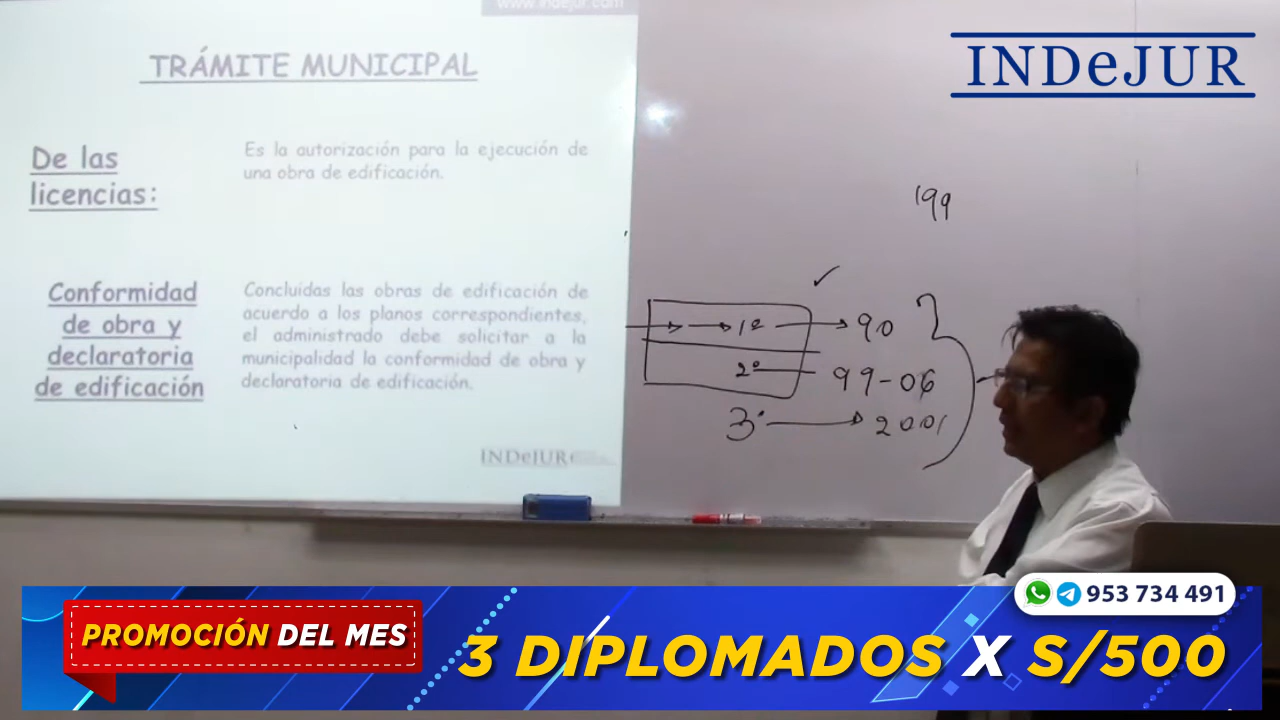 www.indejur.com
INDeJUR
TRÁMITE MUNICIPAL
De las
licencias:
Es la autorización para la ejecución de
una obra de edificación.
Conformidad
de obra y
declaratoria
de edificación
Concluidas las obras de edificación de
acuerdo a los planos correspondientes,
el administrado debe solicitar a la
municipalidad la conformidad de obra y
declaratoria de edificación.
INDeJUR
199
1º 90
2º 99-06
3º 2001
953 734 491
PROMOCIÓN DEL MES
3 DIPLOMADOS X S/500